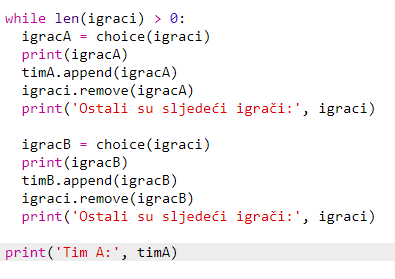 while len(igraci) > 0:
  igracA = choice(igraci)
  print(igracA)
  timA.append(igracA)
  igraci.remove(igracA)
  print('Ostali su sljedeći igrači:', igraci)

  igracB = choice(igraci)
  print(igracB)
  timB.append(igracB)
  igraci.remove(igracB)
  print('Ostali su sljedeći igrači:', igraci)

print('Tim A:', timA)